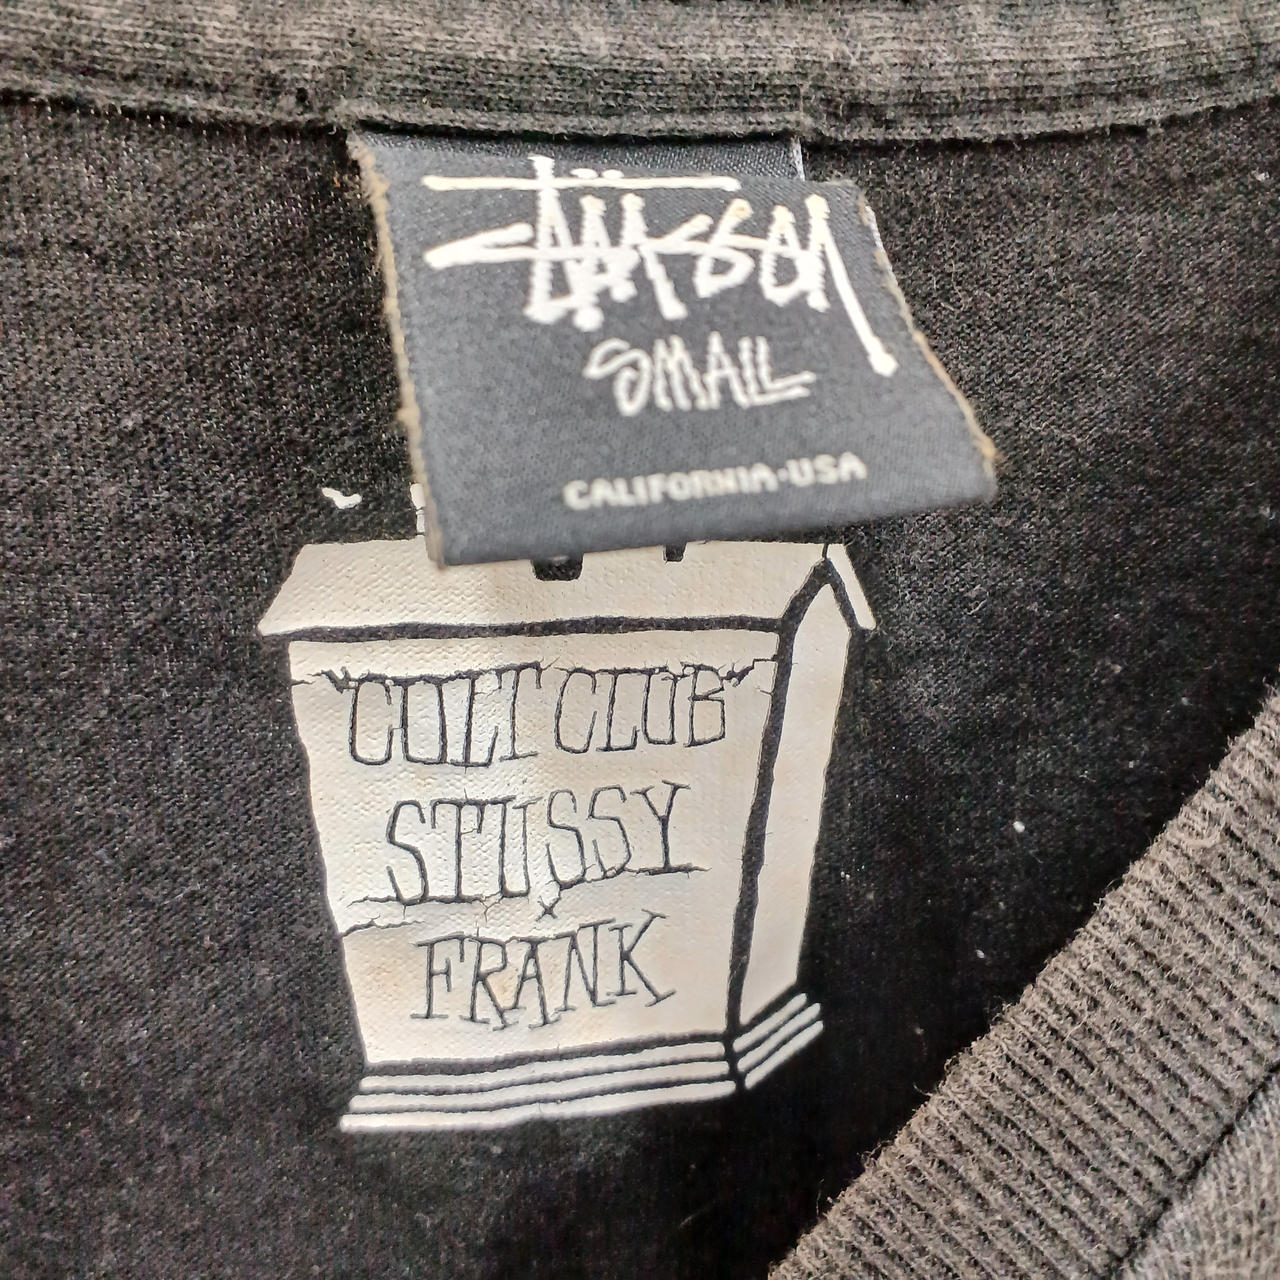 Stüssy
SMALL
CALIFORNIA·USA
"CULT CLUB"
STUSSY
x
FRANK